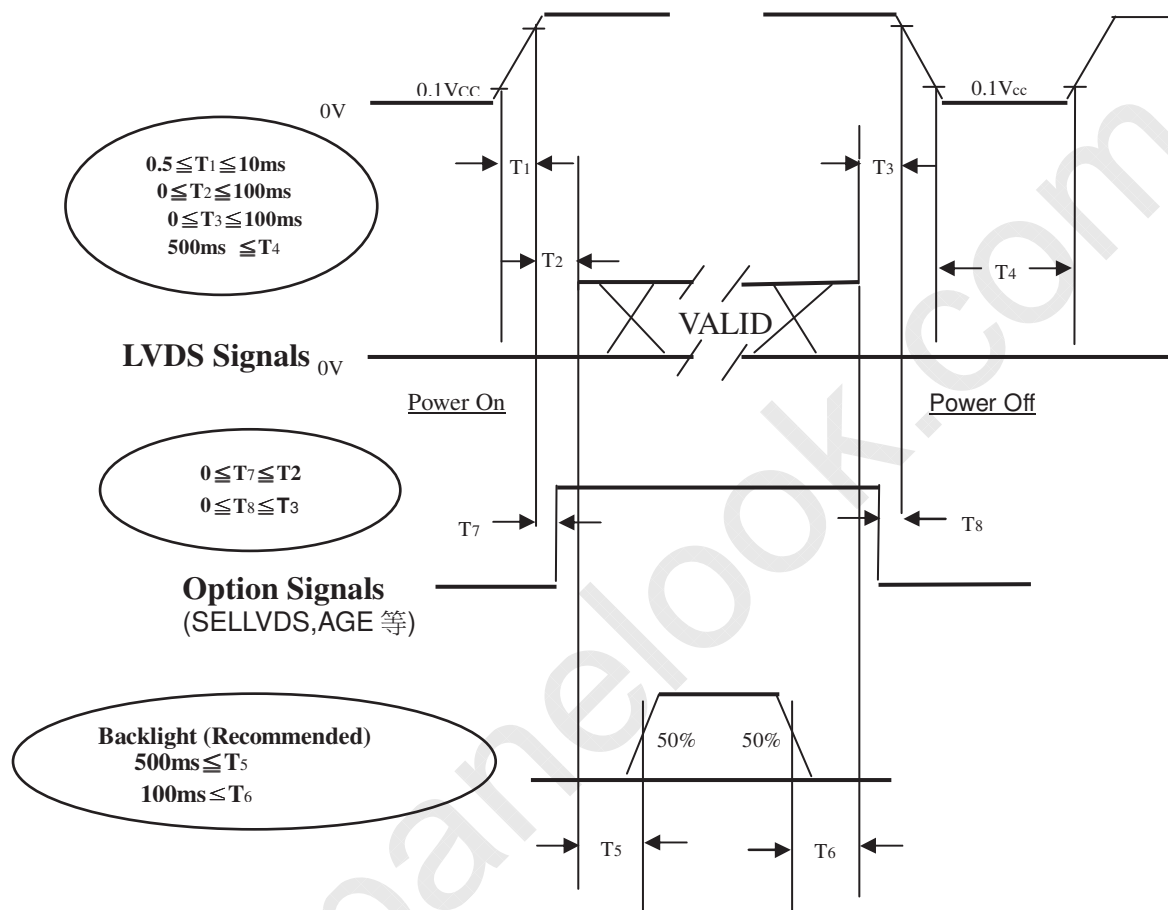 0.1VCC
0.1Vcc
0V
0.5≦T1≦10ms
0≦T2≦100ms
0≦T3≦100ms
500ms ≦T4
T1
T3
T2
T4
VALID
LVDS Signals 0V
Power On
Power Off
0≦T7≦T2
0≦T8≦T3
T7
T8
Option Signals
(SELLVDS,AGE 等)
Backlight (Recommended)
500ms≦T5
100ms≤T6
50%
50%
T5
T6
panelook.com